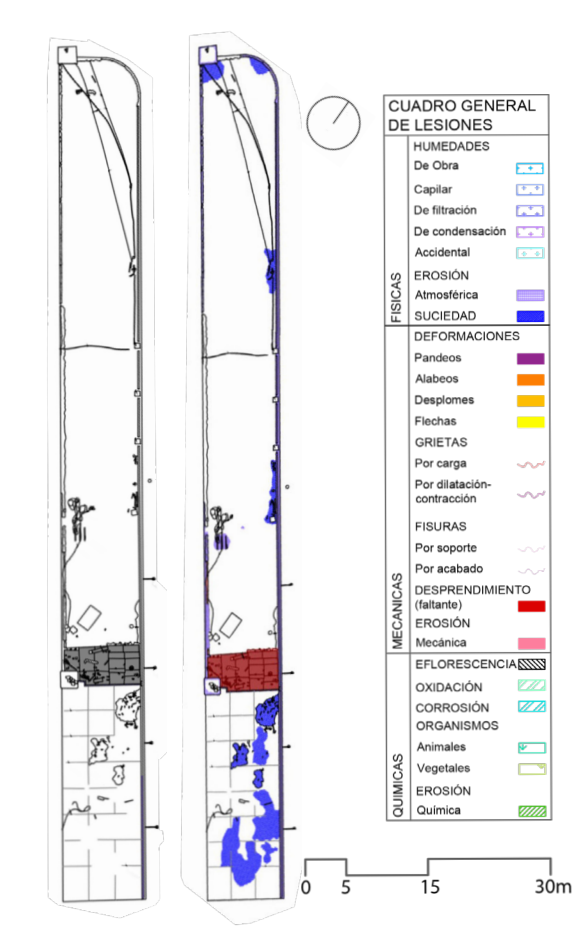 CUADRO GENERAL
DE LESIONES
FISICAS
HUMEDADES
De Obra
Capilar
De filtración
De condensación
Accidental
EROSIÓN
Atmosférica
SUCIEDAD
MECANICAS
DEFORMACIONES
Pandeos
Alabeos
Desplomes
Flechas
GRIETAS
Por carga
Por dilatación-
contracción
FISURAS
Por soporte
Por acabado
DESPRENDIMIENTO
(faltante)
EROSIÓN
Mecánica
QUIMICAS
EFLORESCENCIA
OXIDACIÓN
CORROSIÓN
ORGANISMOS
Animales
Vegetales
EROSIÓN
Química
0 5 15 30m